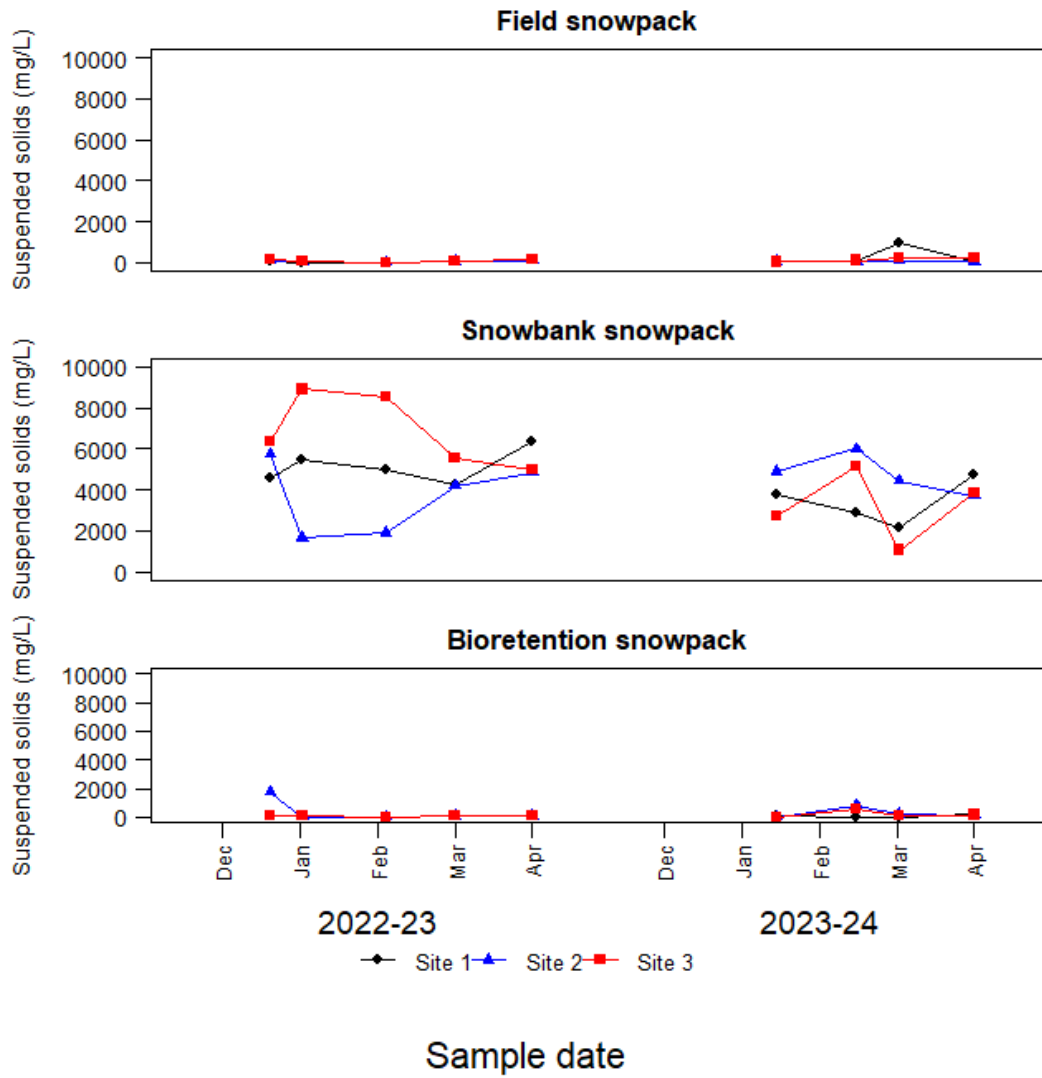 Field snowpack
Suspended solids (mg/L)
10000
8000
6000
4000
2000
0
Snowbank snowpack
Suspended solids (mg/L)
10000
8000
6000
4000
2000
0
Bioretention snowpack
Suspended solids (mg/L)
10000
8000
6000
4000
2000
0
Dec Jan Feb Mar Apr Dec Jan Feb Mar Apr
2022-23 2023-24
Site 1 Site 2 Site 3
Sample date